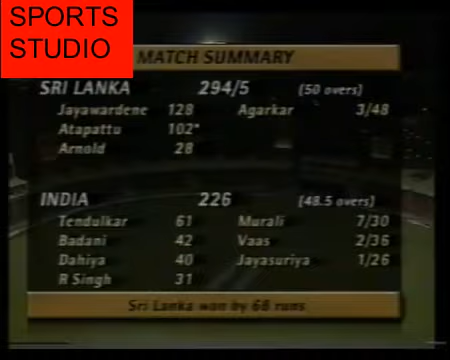 SPORTS
STUDIO
MATCH SUMMARY
SRI LANKA 294/5 (50 overs)
Jayawardene 128 Agarkar 3/48
Atapattu 102*
Arnold 28
INDIA 226 (48.5 overs)
Tendulkar 61 Murali 7/30
Badani 42 Vaas 2/36
Dahiya 40 Jayasuriya 1/26
R Singh 31
Sri Lanka won by 68 runs